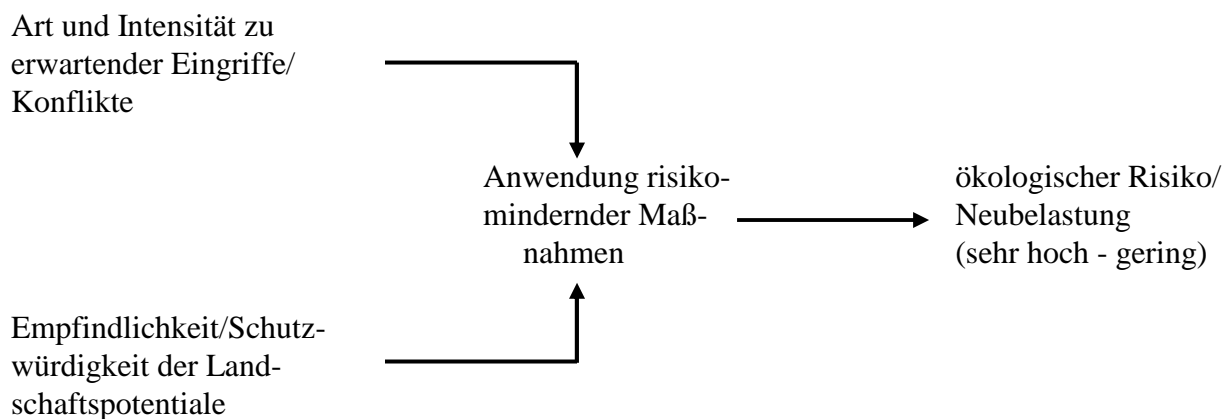 Art und Intensität zu
erwartender Eingriffe/
Konflikte
Anwendung risiko-
mindernder Maß-
nahmen
ökologischer Risiko/
Neubelastung
(sehr hoch - gering)
Empfindlichkeit/Schutz-
würdigkeit der Land-
schaftspotentiale